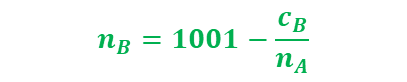 n_B = 1001 − c_B/n_A